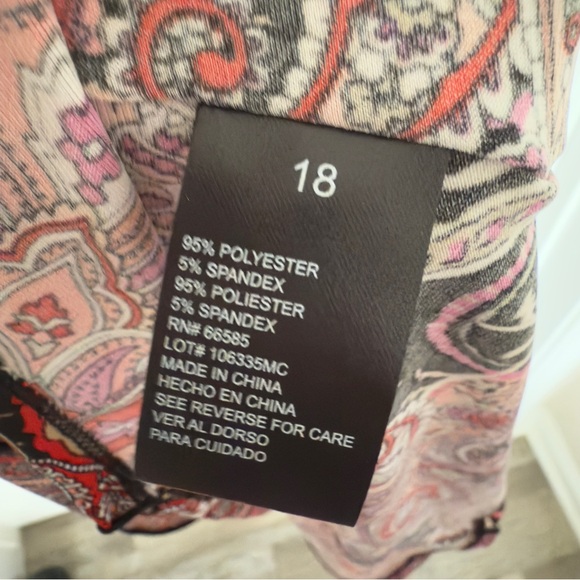 18
95% POLYESTER
5% SPANDEX
95% POLIESTER
5% SPANDEX
RN# 66585
LOT# 106335MC
MADE IN CHINA
HECHO EN CHINA
SEE REVERSE FOR CARE
VER AL DORSO
PARA CUIDADO